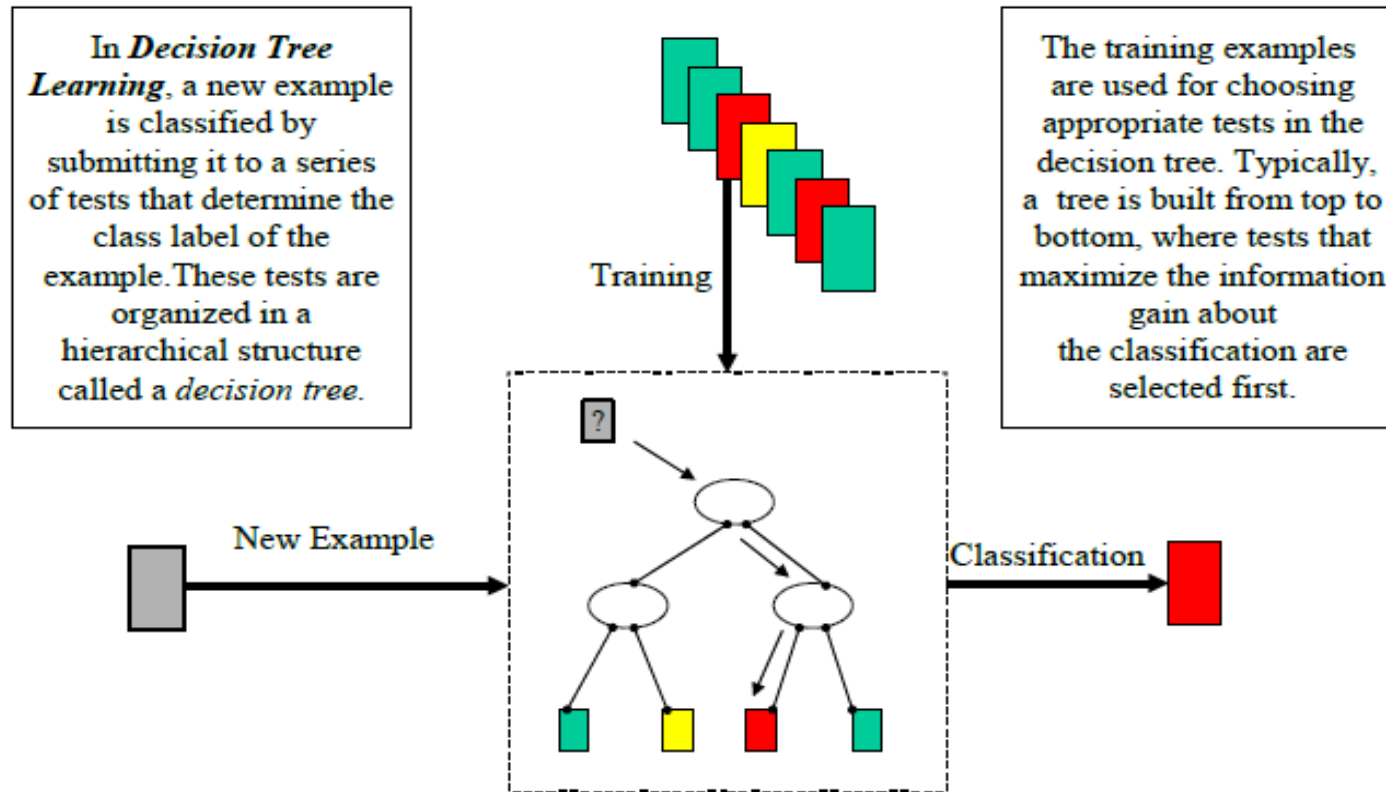 In Decision Tree
Learning, a new example
is classified by
submitting it to a series
of tests that determine the
class label of the
example.These tests are
organized in a
hierarchical structure
called a decision tree.
Training
The training examples
are used for choosing
appropriate tests in the
decision tree. Typically,
a tree is built from top to
bottom, where tests that
maximize the information
gain about
the classification are
selected first.
?
New Example
Classification